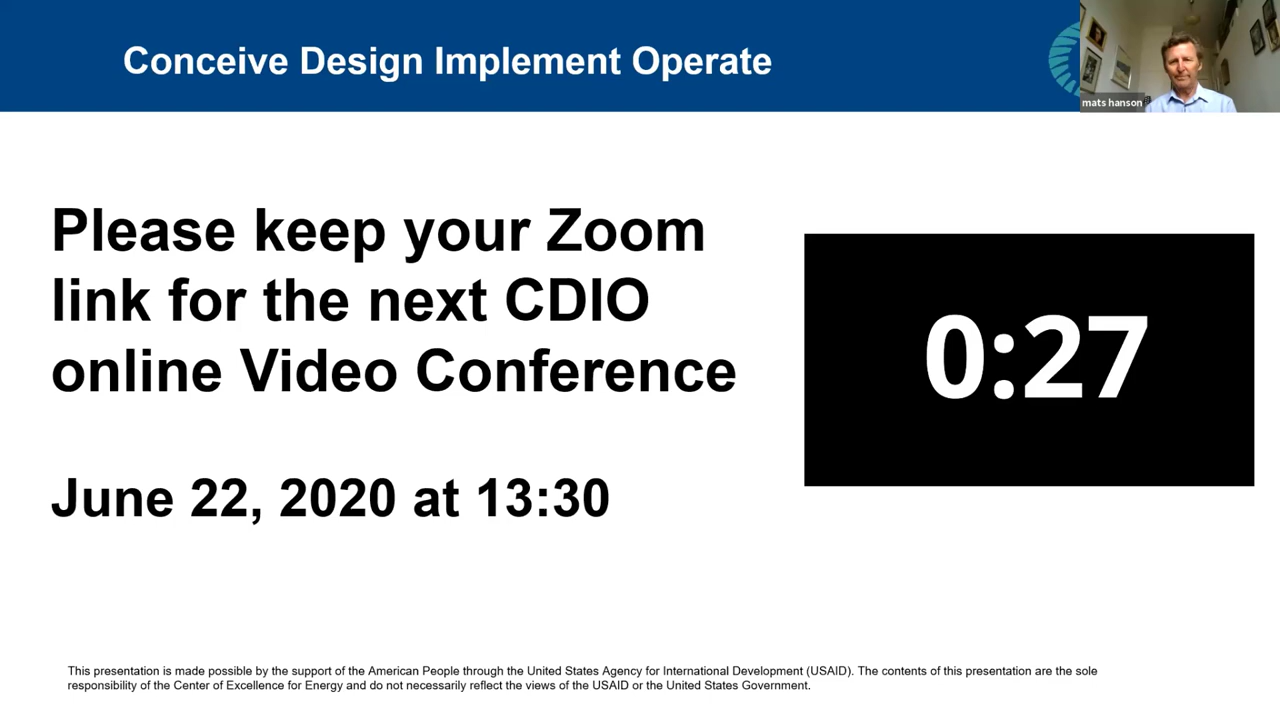 Conceive Design Implement Operate
mats hanson
Please keep your Zoom
link for the next CDIO
online Video Conference
0:27
June 22, 2020 at 13:30
This presentation is made possible by the support of the American People through the United States Agency for International Development (USAID). The contents of this presentation are the sole
responsibility of the Center of Excellence for Energy and do not necessarily reflect the views of the USAID or the United States Government.